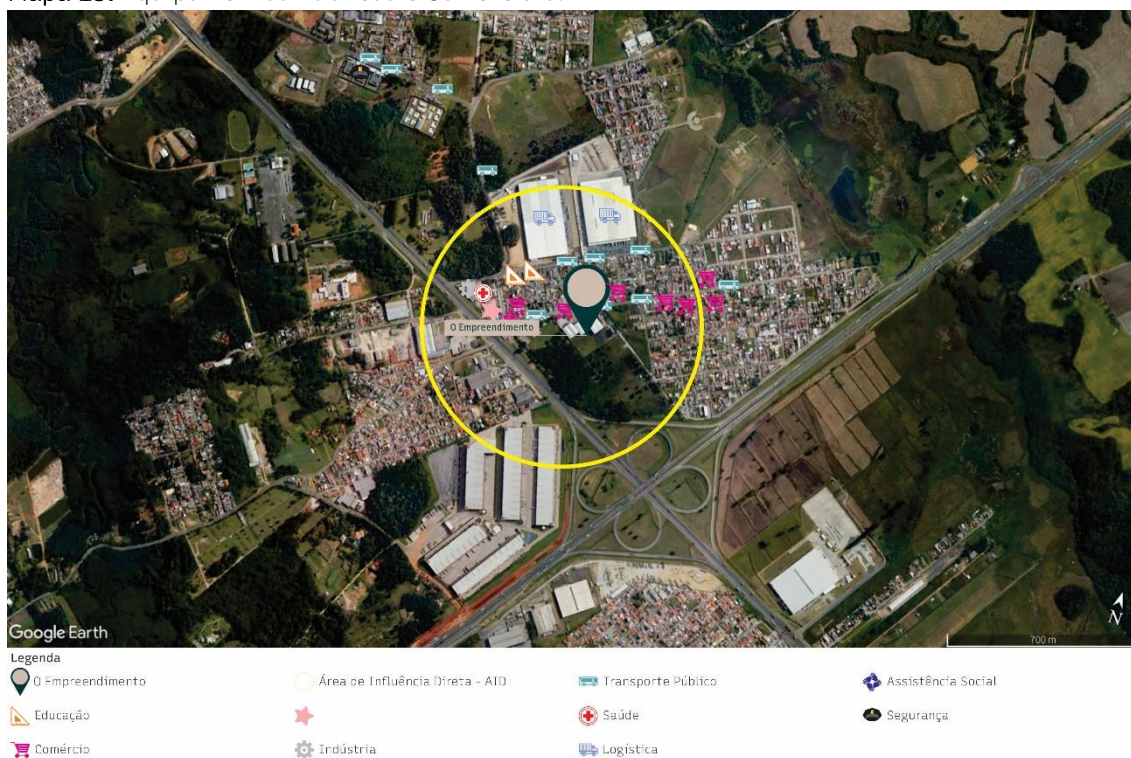 O Empreendimento
Google Earth
N
700 m
Legenda
O Empreendimento
Área de Influência Direta - AID
Transporte Público
Assistência Social
Educação
Saúde
Segurança
Comércio
Indústria
Logística